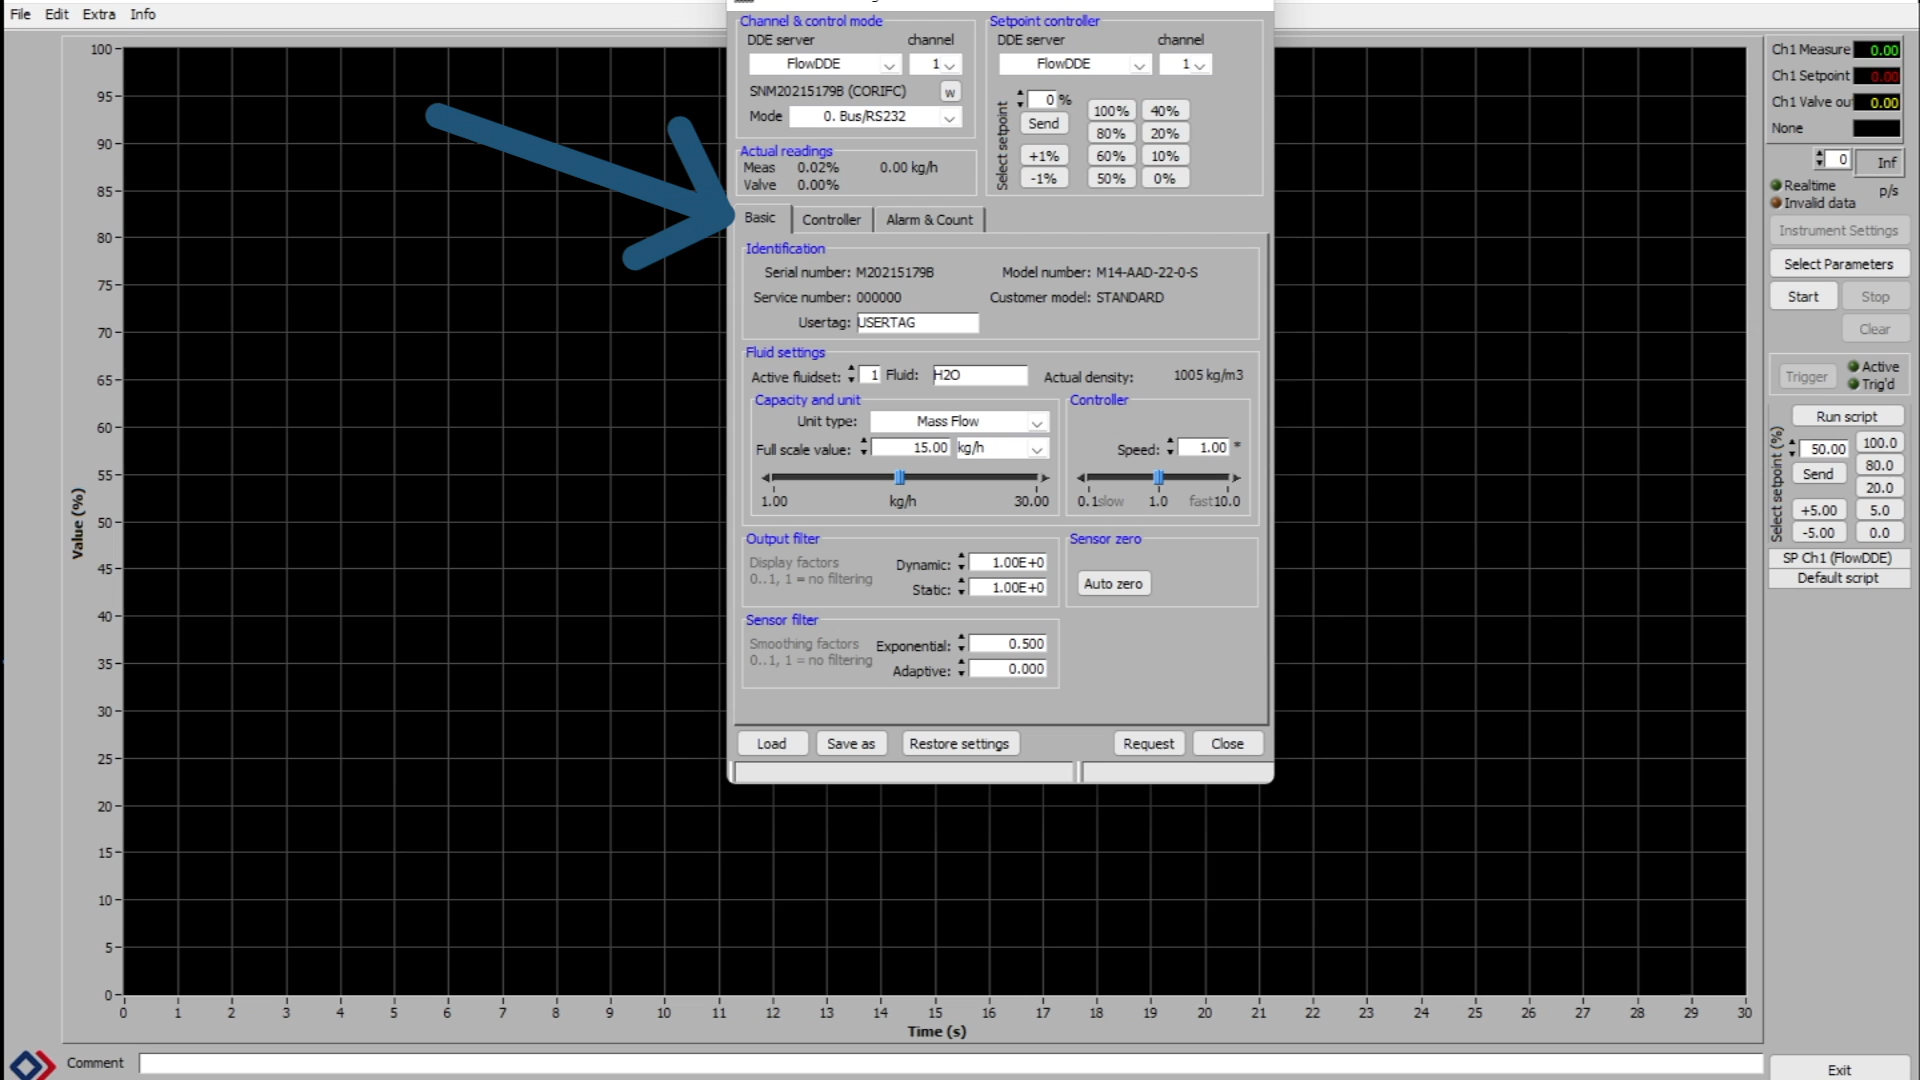 File Edit Extra Info
Channel & control mode
DDE server channel
FlowDDE 1
SNM20215179B (CORIFC) w
Mode 0. Bus/RS232
Actual readings
Meas 0.02% 0.00 kg/h
Valve 0.00%
Setpoint controller
DDE server channel
FlowDDE 1
Select setpoint
0 %
Send
+1%
-1%
100% 40%
80% 20%
60% 10%
50% 0%
Basic Controller Alarm & Count
Identification
Serial number: M20215179B Model number: M14-AAD-22-0-S
Service number: 000000 Customer model: STANDARD
Usertag: USERTAG
Fluid settings
Active fluidset: 1 Fluid: H2O Actual density: 1005 kg/m3
Capacity and unit
Unit type: Mass Flow
Full scale value: 15.00 kg/h
1.00 kg/h 30.00
Controller
Speed: 1.00 *
0.1slow 1.0 fast10.0
Output filter
Display factors
0..1, 1 = no filtering
Dynamic: 1.00E+0
Static: 1.00E+0
Sensor zero
Auto zero
Sensor filter
Smoothing factors
0..1, 1 = no filtering
Exponential: 0.500
Adaptive: 0.000
Load Save as Restore settings Request Close
Value (%)
100
95
90
85
80
75
70
65
60
55
50
45
40
35
30
25
20
15
10
5
0
0 1 2 3 4 5 6 7 8 9 10 11 12 13 14 15 16 17 18 19 20 21 22 23 24 25 26 27 28 29 30
Time (s)
Ch1 Measure 0.00
Ch1 Setpoint 0.00
Ch1 Valve ou 0.00
None
0 Inf
Realtime p/s
Invalid data
Instrument Settings
Select Parameters
Start Stop
Clear
Trigger Active
Trig'd
Run script
Select setpoint (%)
50.00 100.0
Send 80.0
20.0
+5.00 5.0
-5.00 0.0
SP Ch1 (FlowDDE)
Default script
Comment
Exit